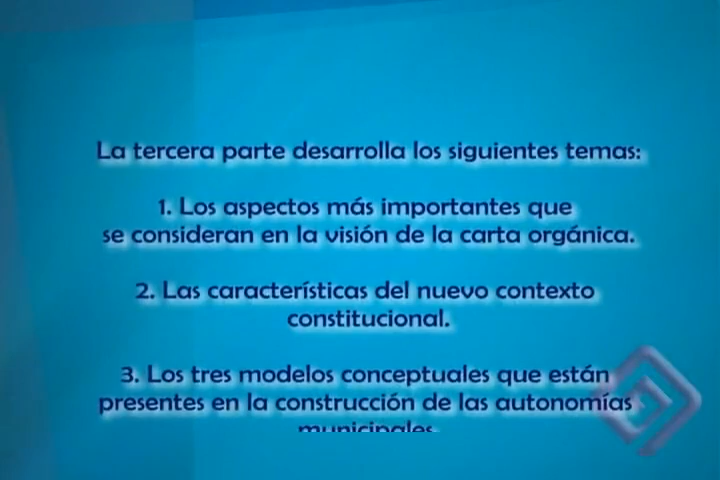 La tercera parte desarrolla los siguientes temas:
1. Los aspectos más importantes que
se consideran en la visión de la carta orgánica.
2. Las características del nuevo contexto
constitucional.
3. Los tres modelos conceptuales que están
presentes en la construcción de las autonomías
municipales